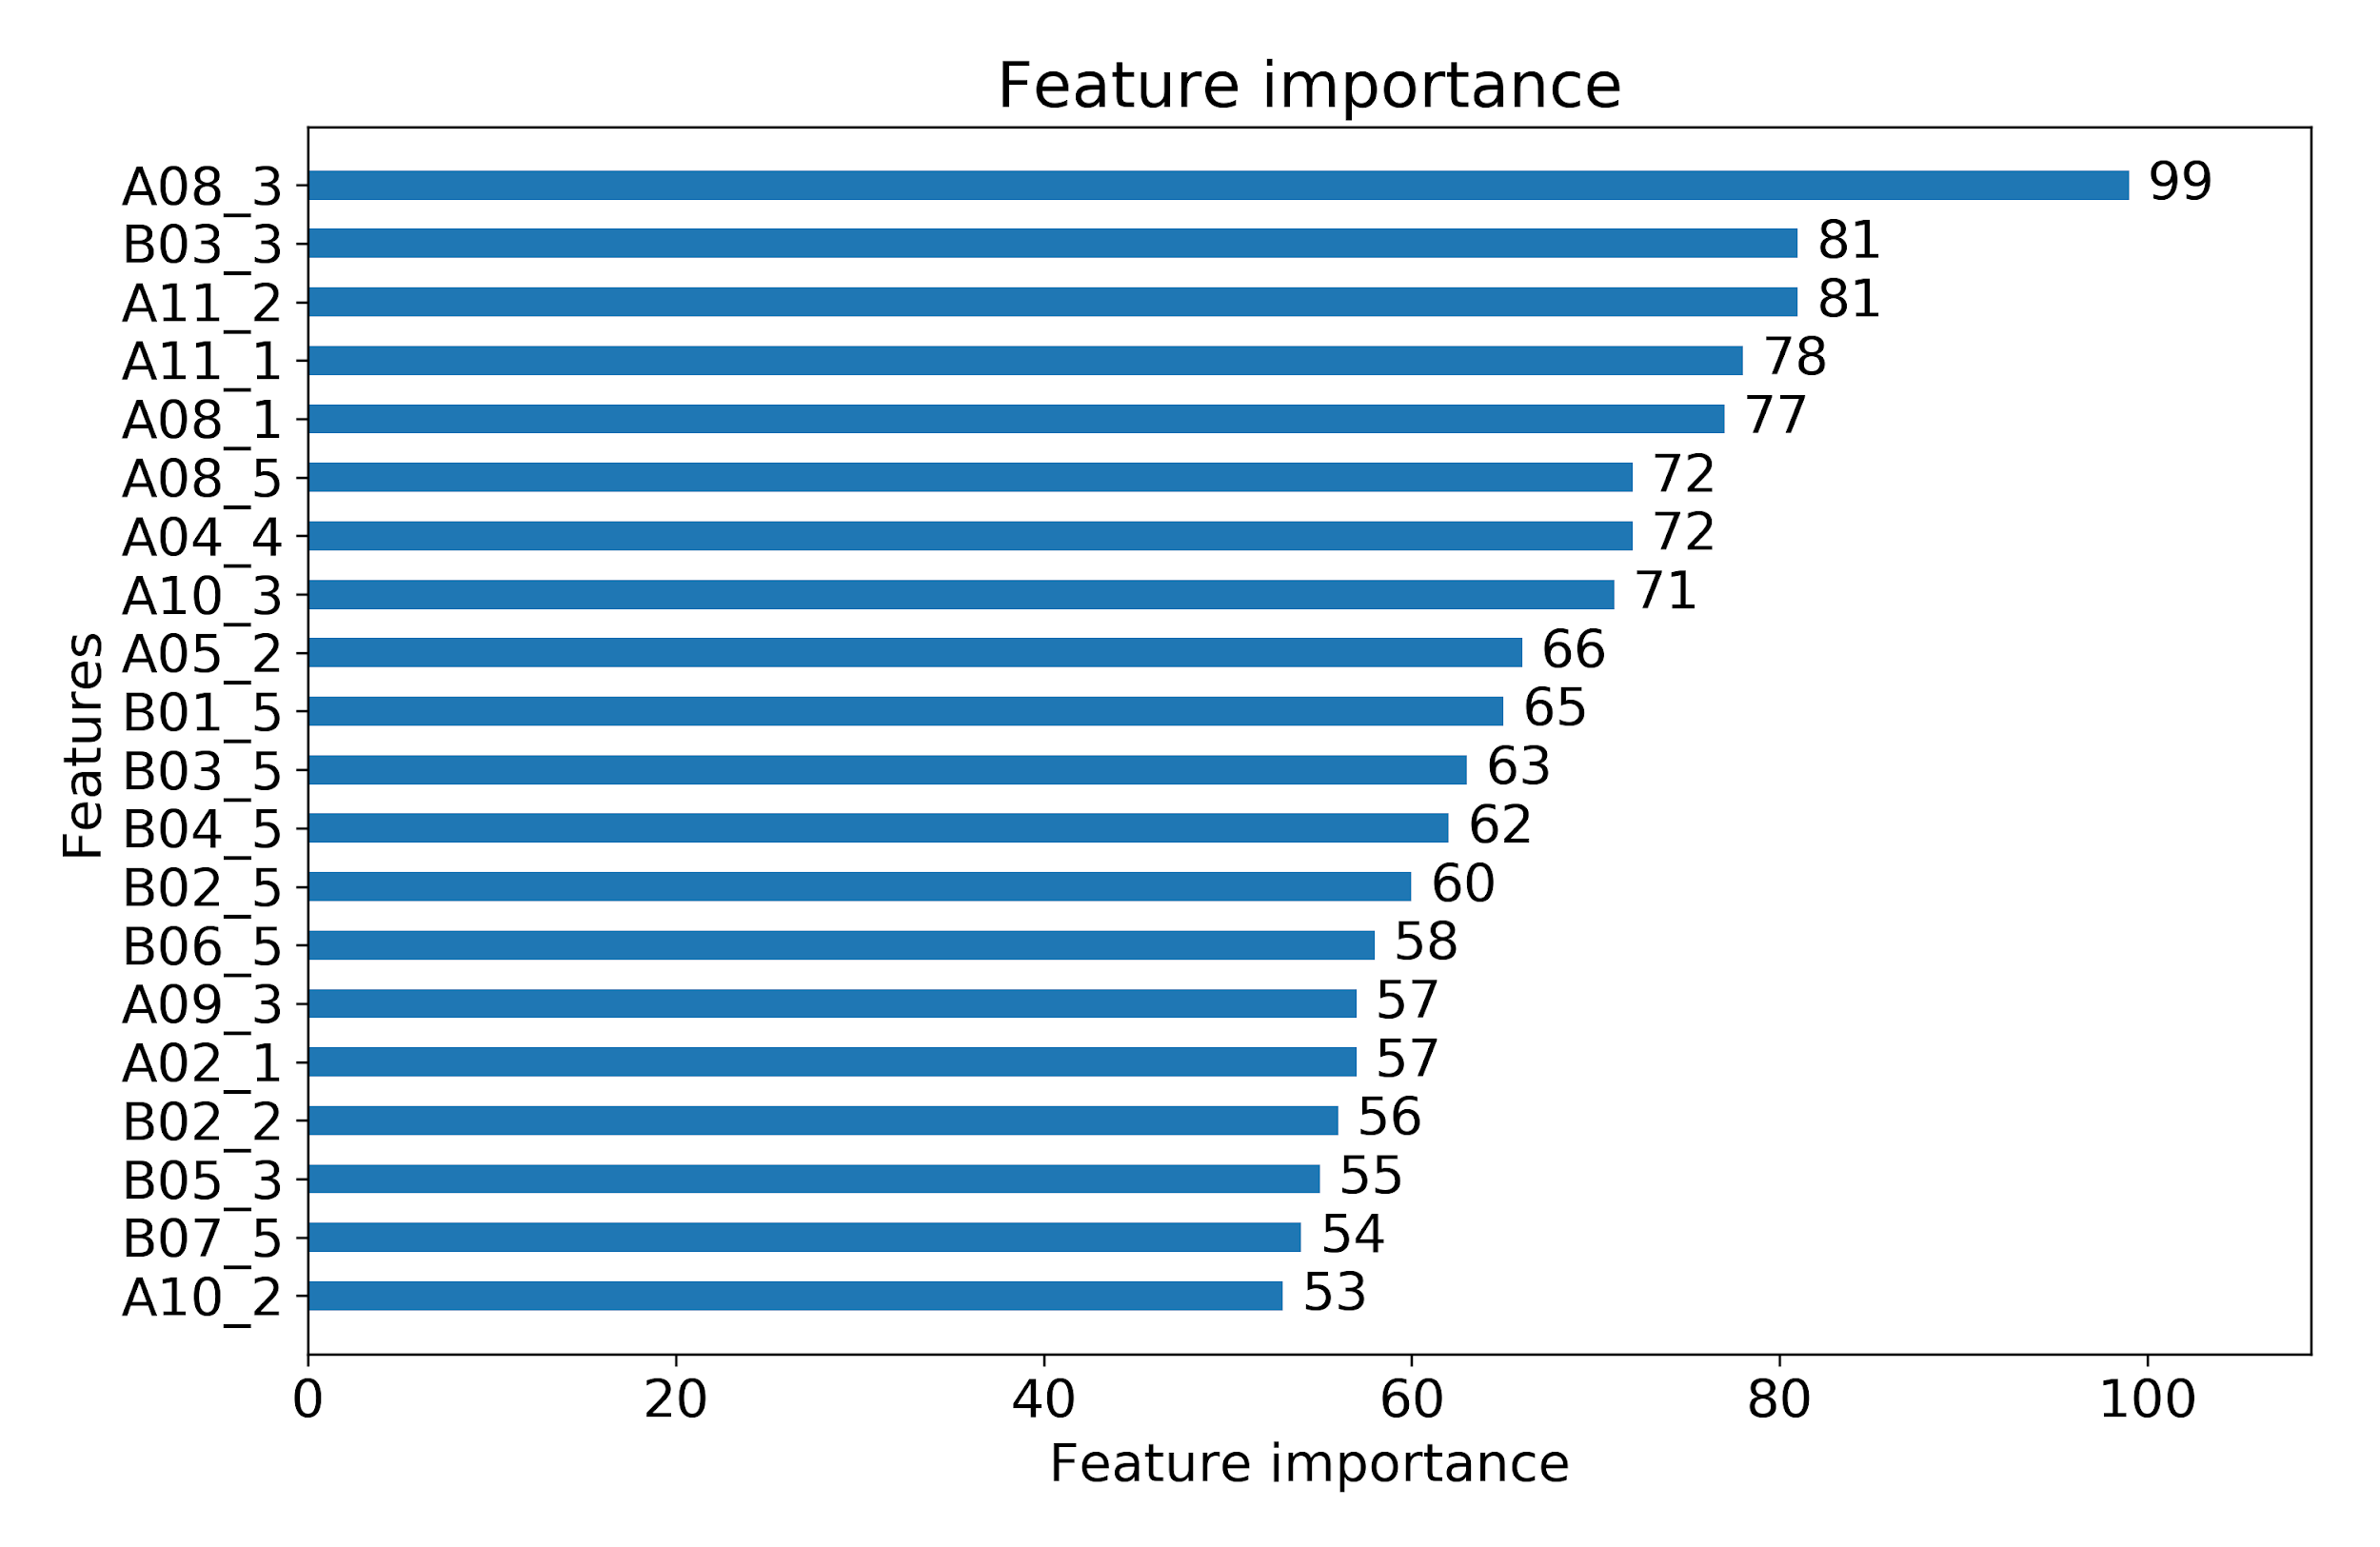 Feature importance
A08_3 99
B03_3 81
A11_2 81
A11_1 78
A08_1 77
A08_5 72
A04_4 72
A10_3 71
A05_2 66
B01_5 65
B03_5 63
B04_5 62
B02_5 60
B06_5 58
A09_3 57
A02_1 57
B02_2 56
B05_3 55
B07_5 54
A10_2 53
Features
0 20 40 60 80 100
Feature importance